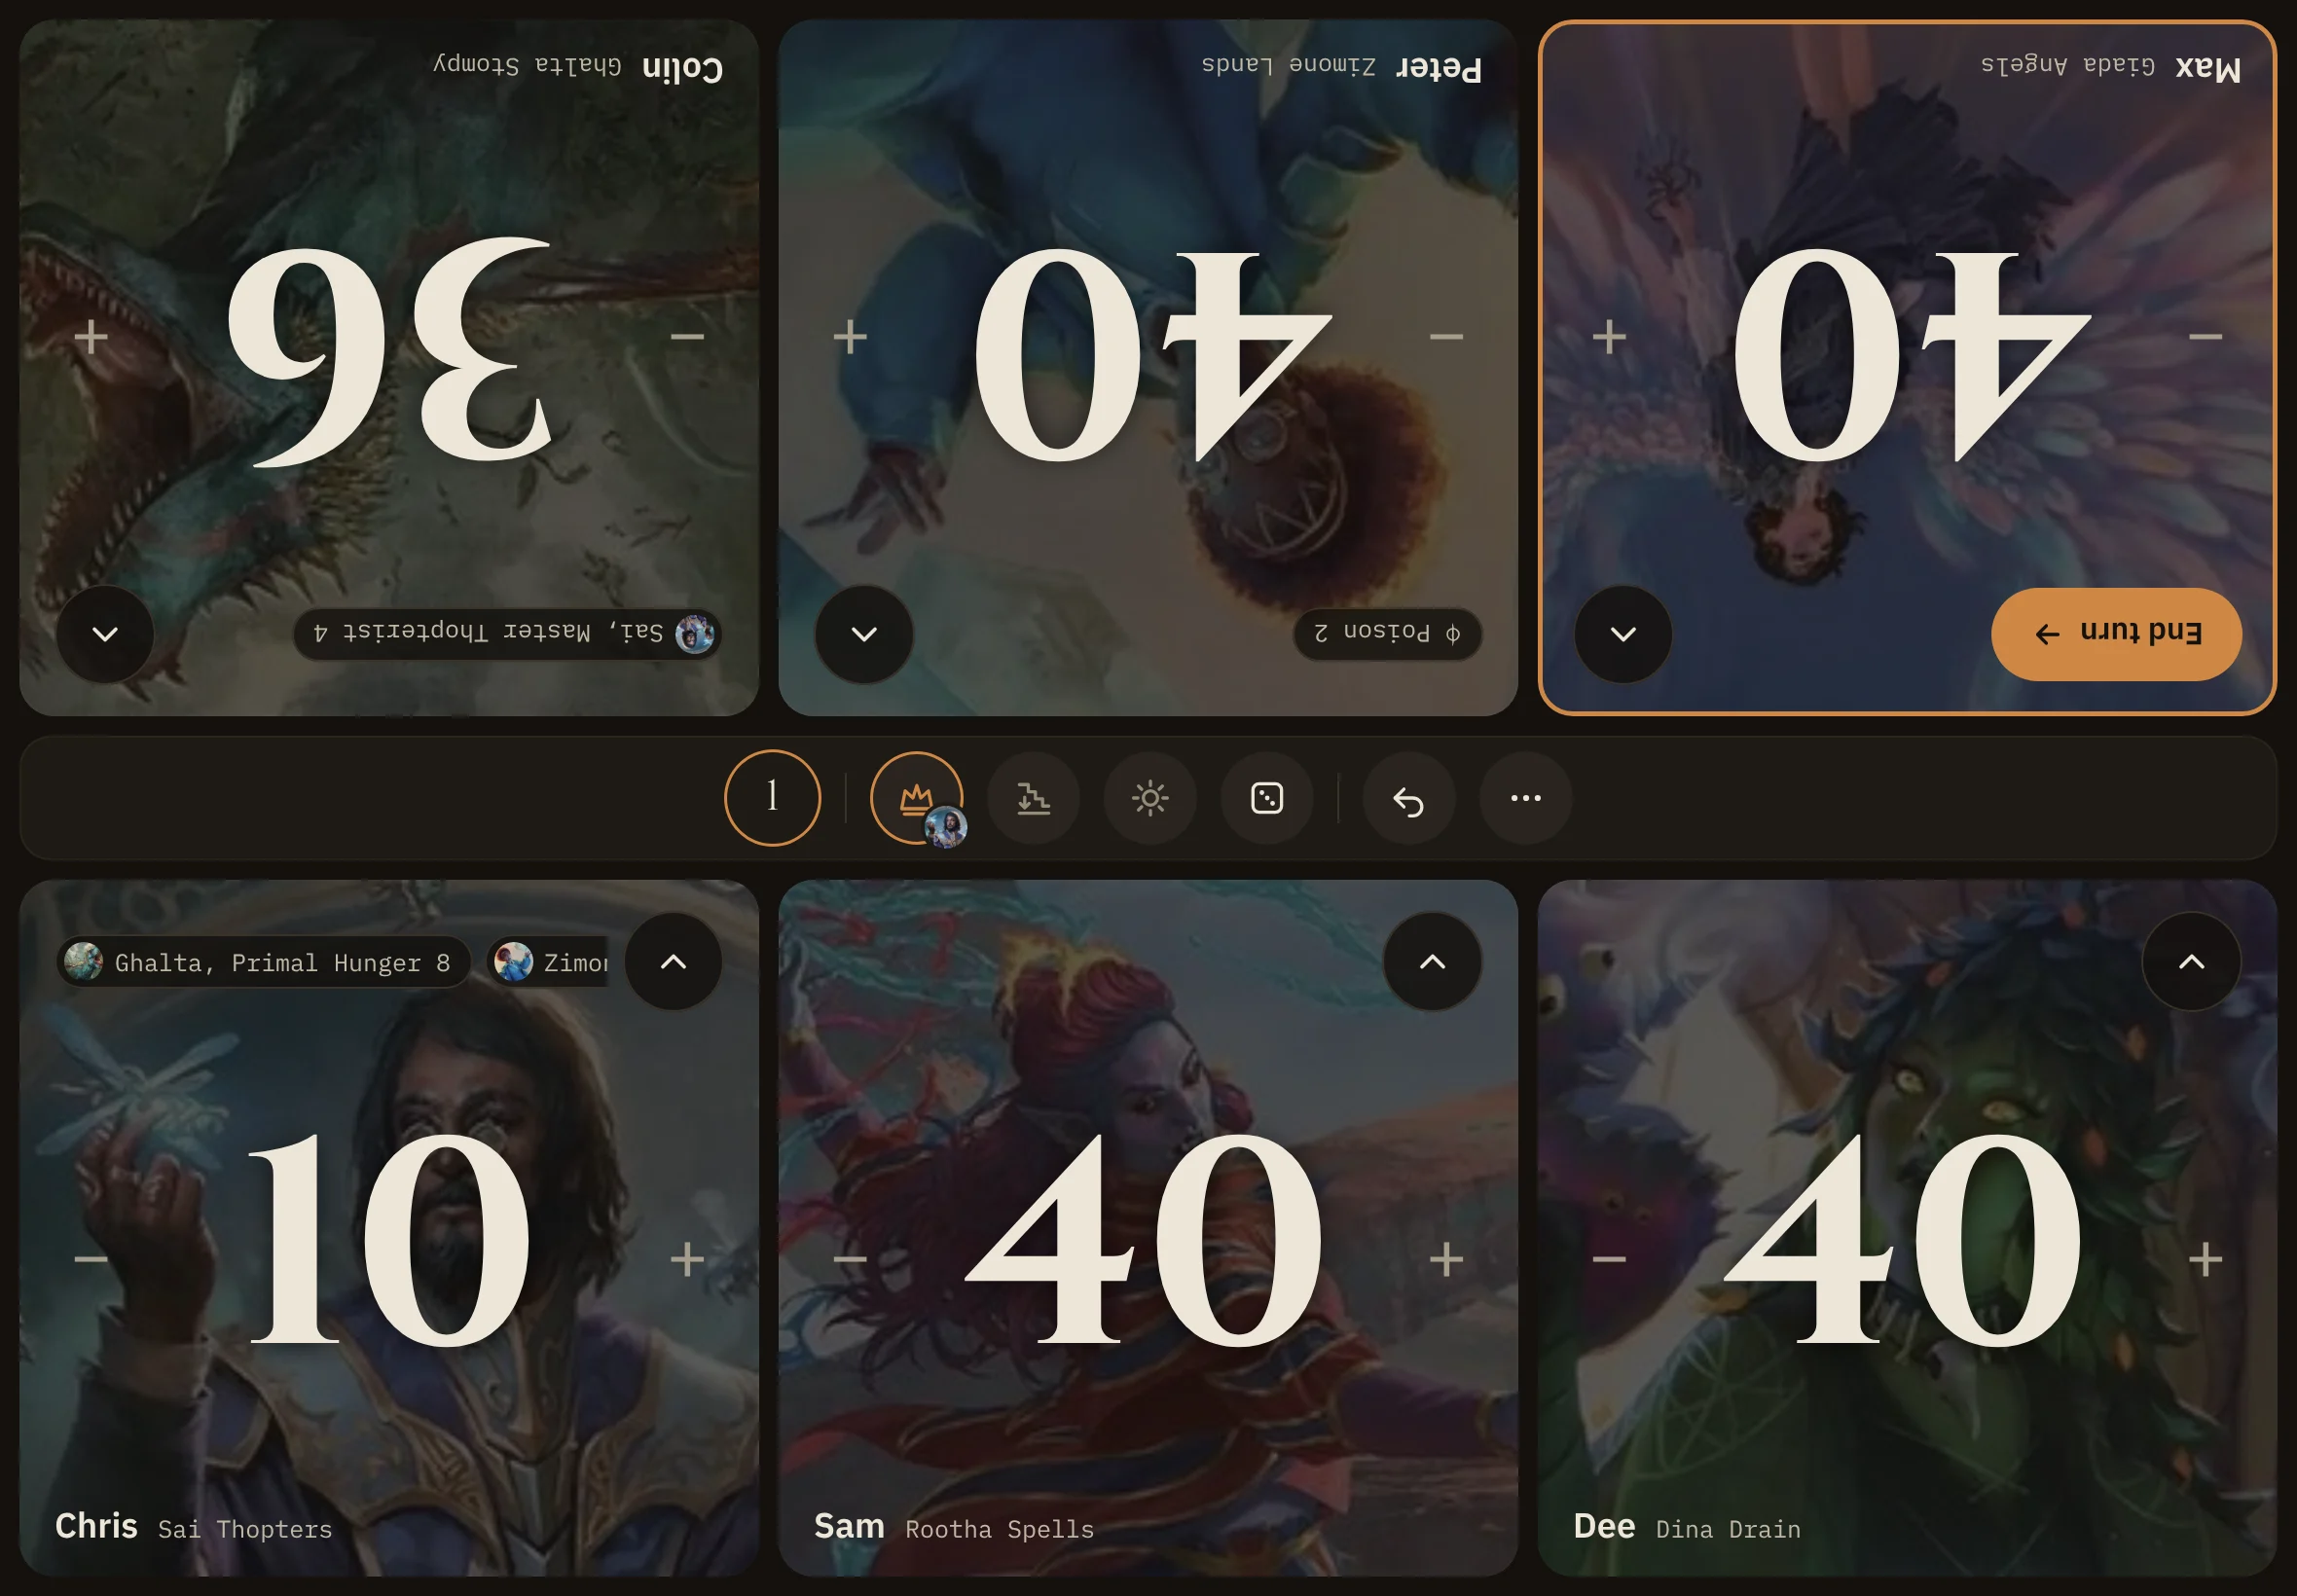 Colin Ghalta Stompy
36
Sai, Master Thopterist 4
Peter Zimone Lands
40
Poison 2
Max Giada Angels
40
End turn
1
Ghalta, Primal Hunger 8
Zimon
10
Chris Sai Thopters
40
Sam Rootha Spells
40
Dee Dina Drain